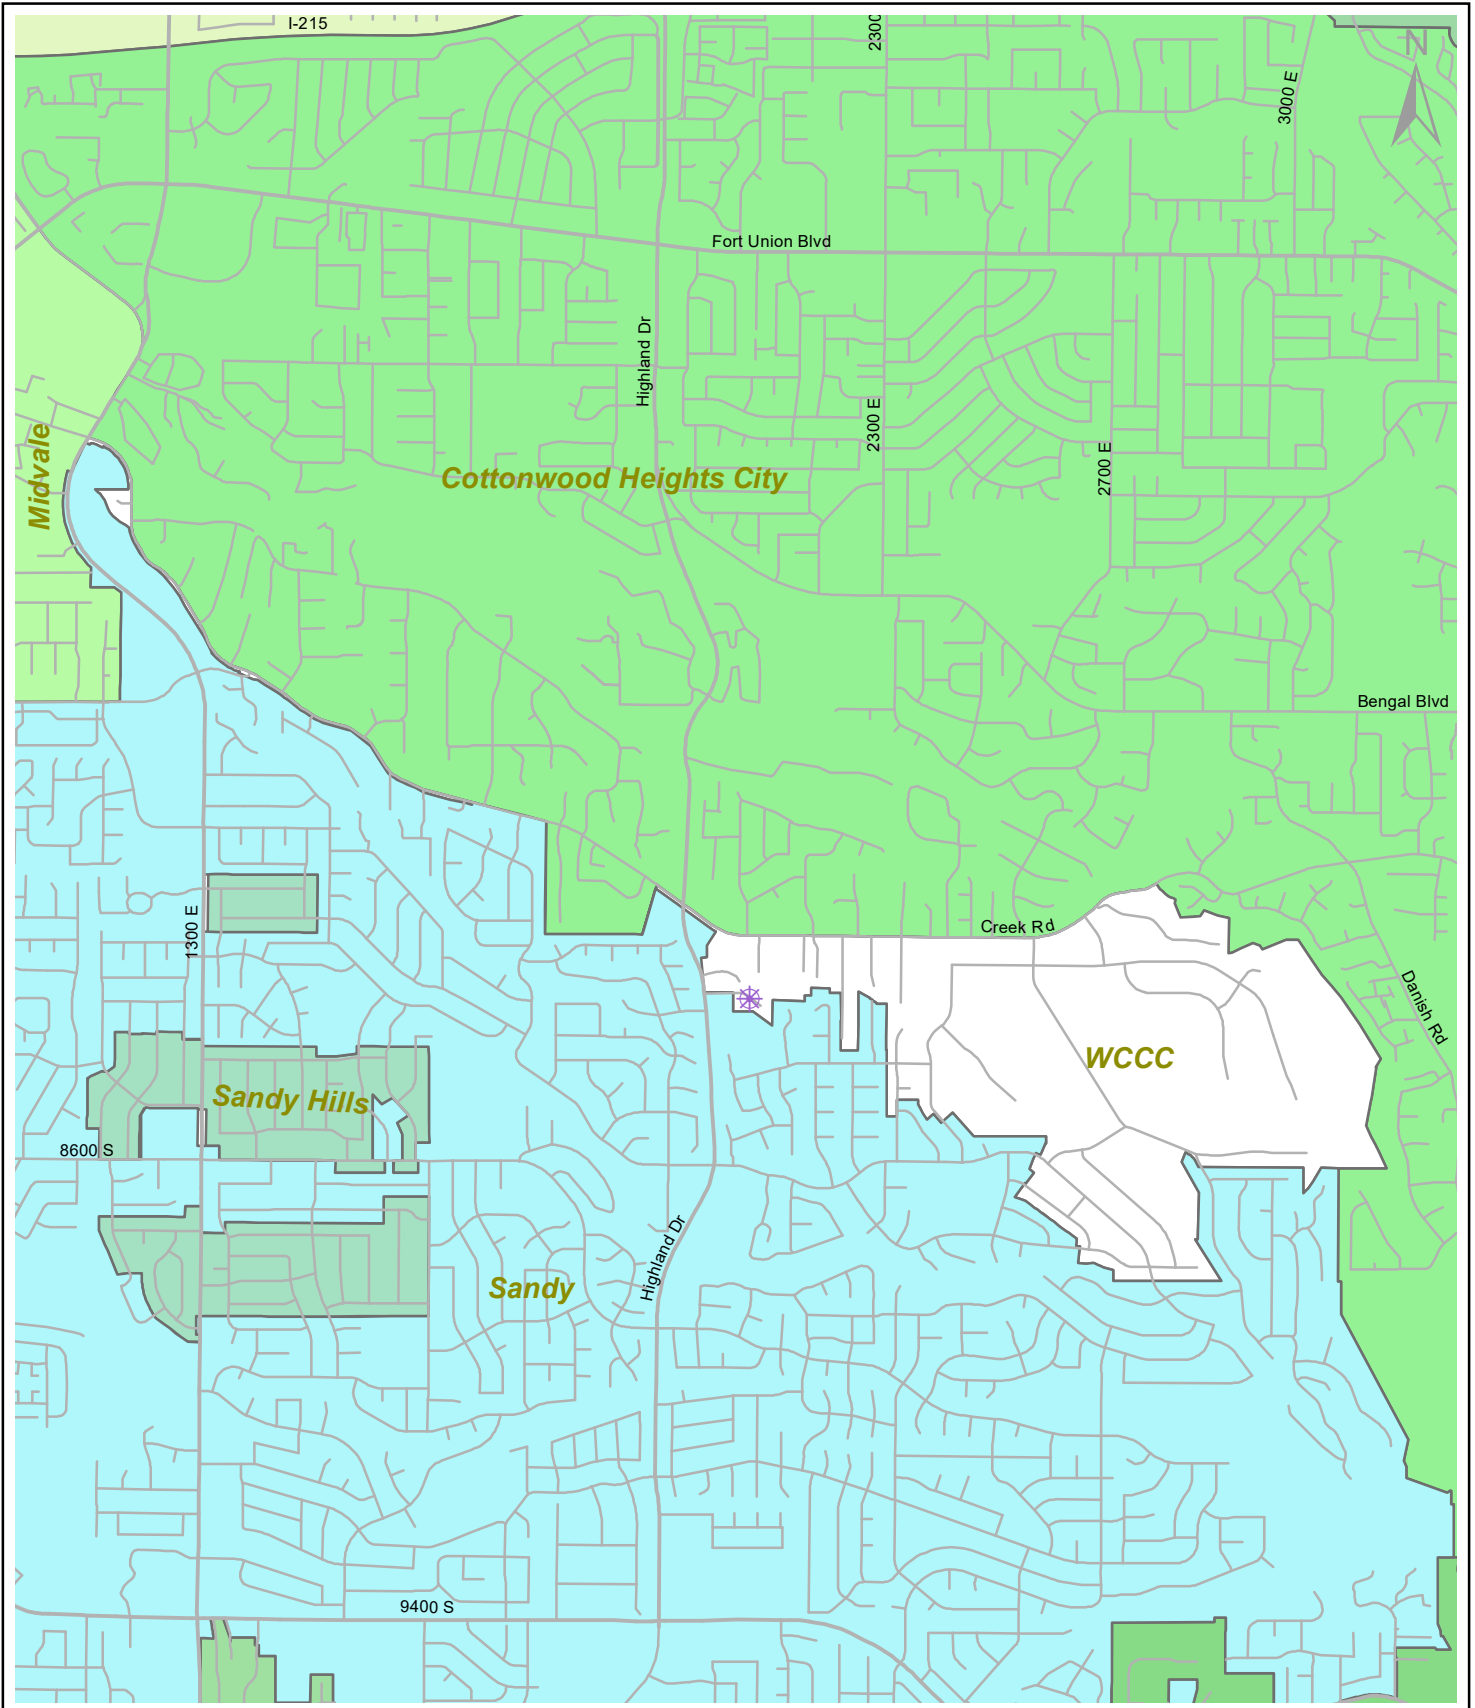 I-215
2300
N
3000 E
Fort Union Blvd
Highland Dr
2300 E
Midvale
2700 E
Cottonwood Heights City
Bengal Blvd
1300 E
Creek Rd
Danish Rd
WCCC
Sandy Hills
8600 S
Highland Dr
Sandy
9400 S